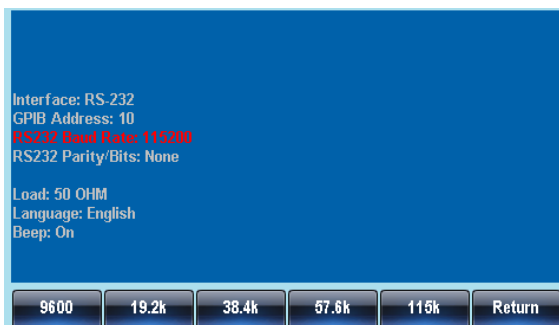 Interface: RS-232
GPIB Address: 10
RS232 Baud Rate: 115200
RS232 Parity/Bits: None
Load: 50 OHM
Language: English
Beep: On
9600 19.2k 38.4k 57.6k 115k Return